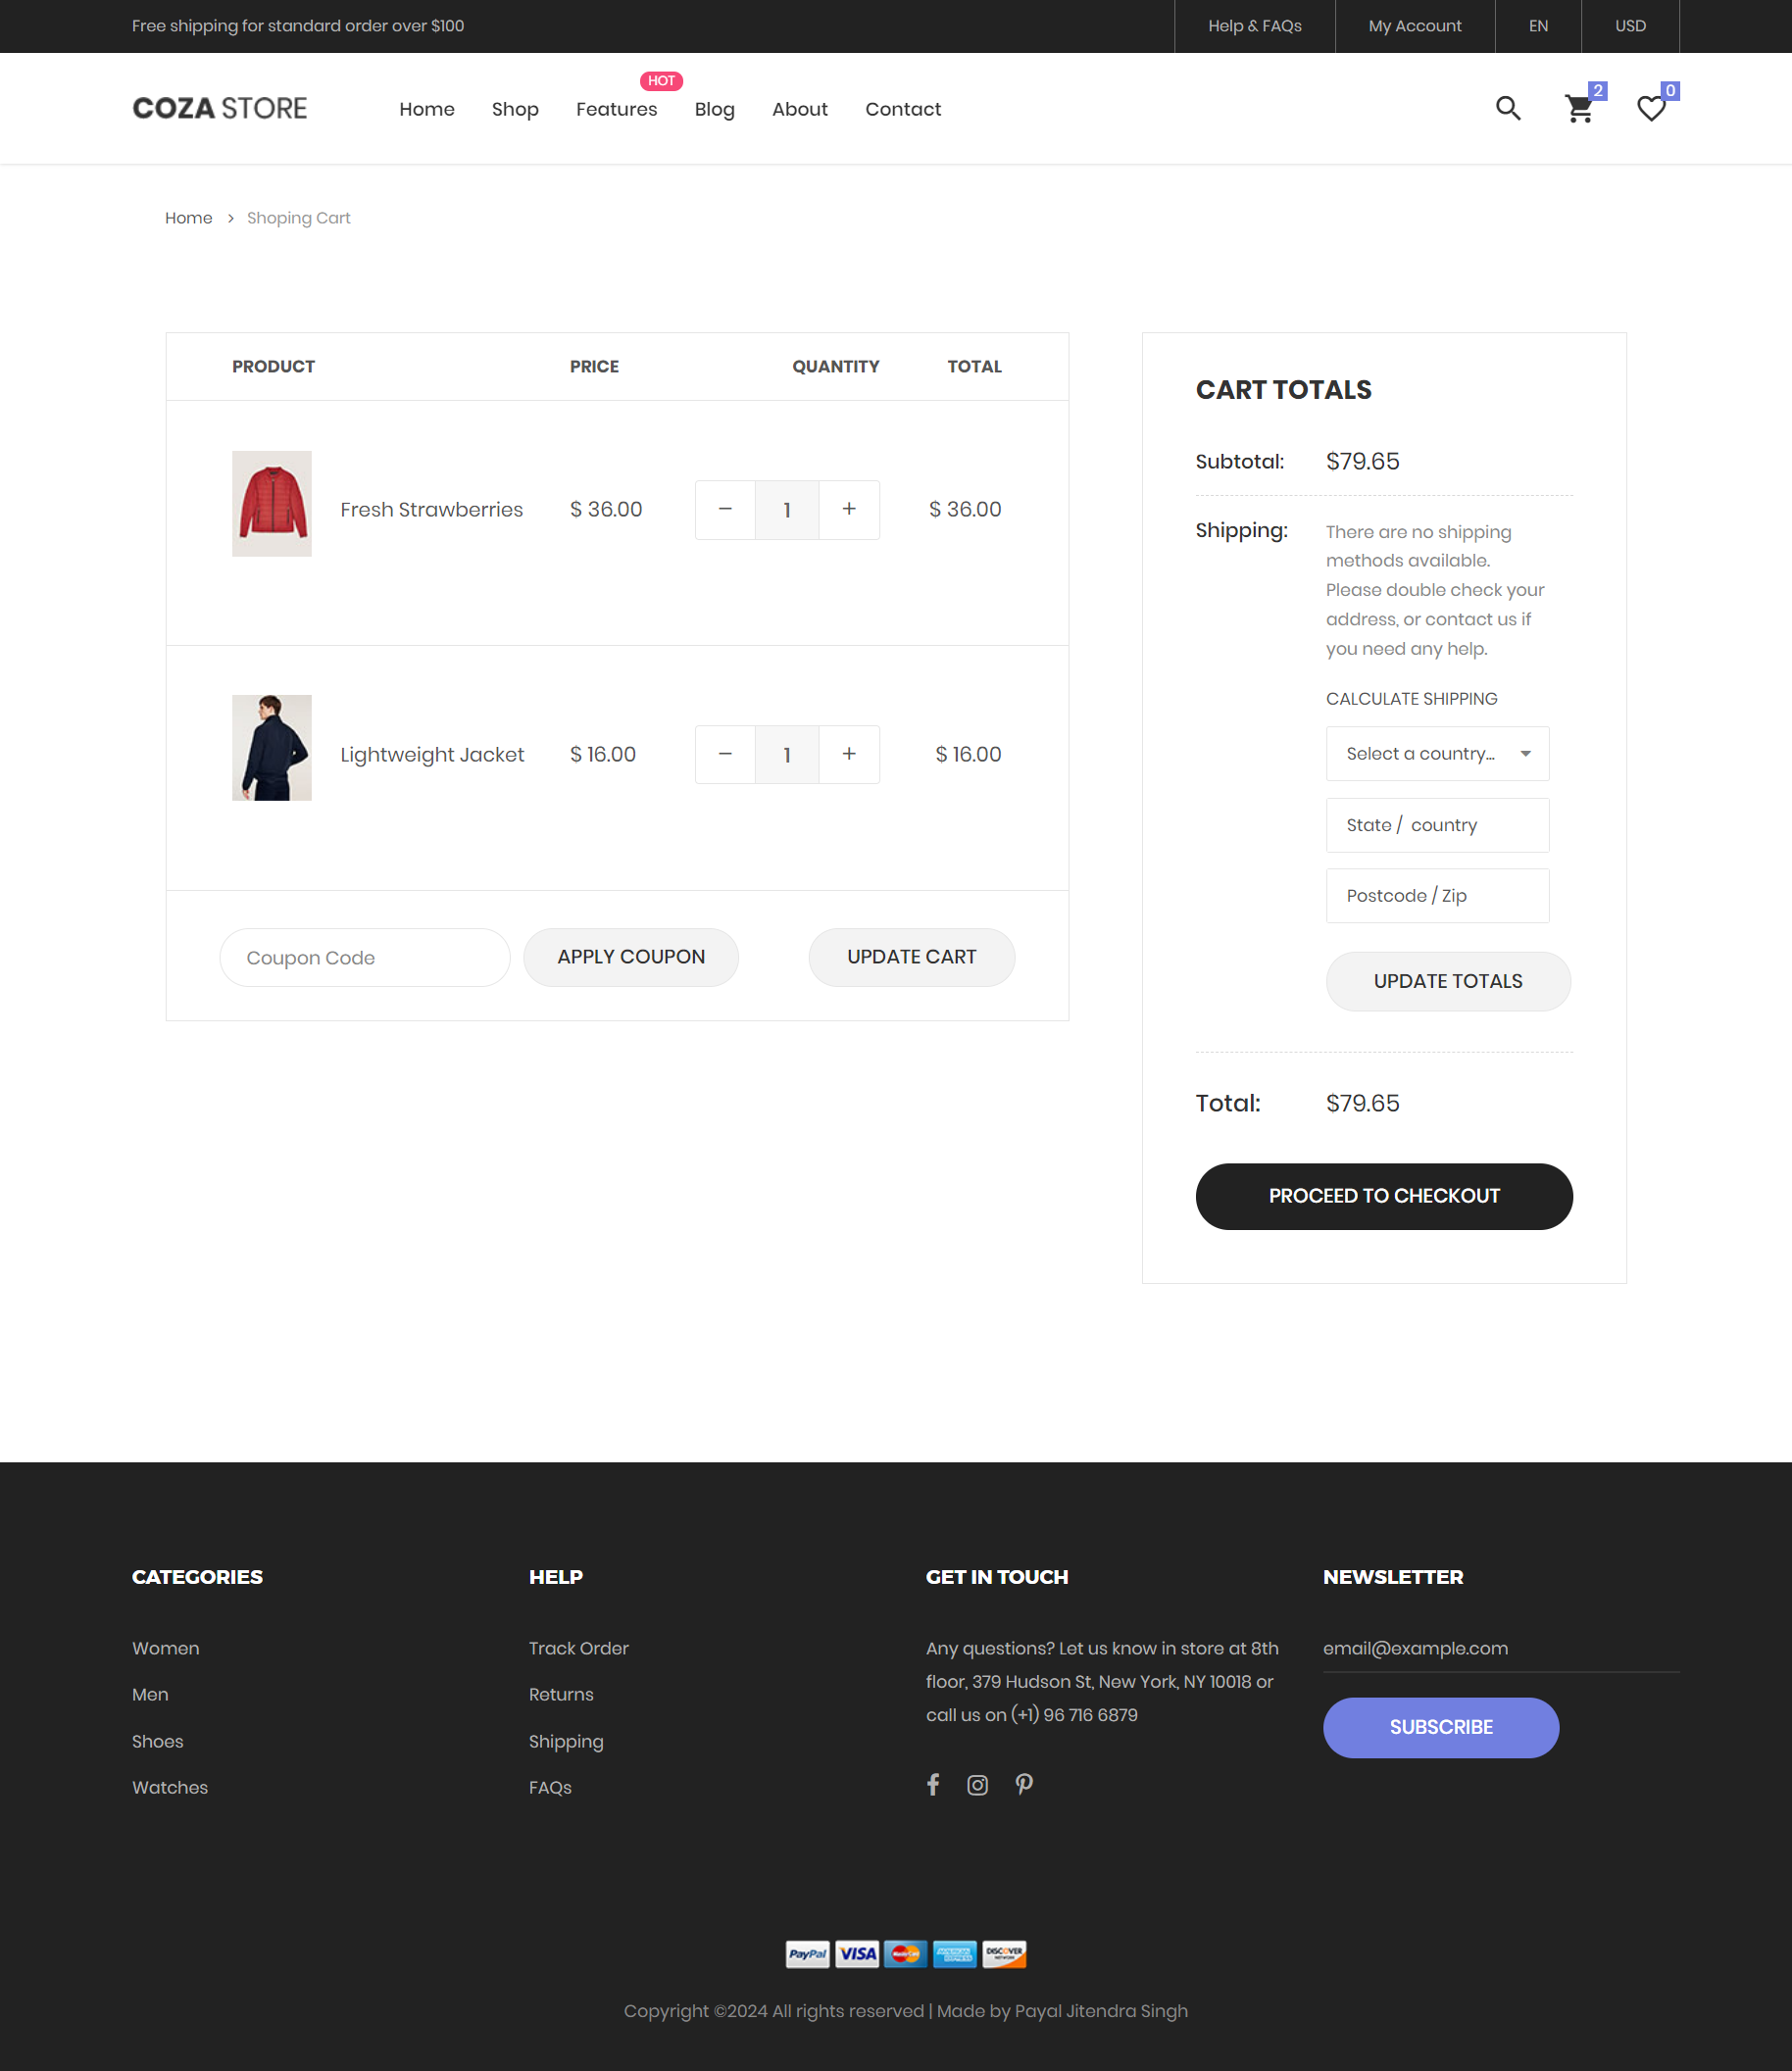 Free shipping for standard order over $100
Help & FAQs
My Account
EN
USD
COZA STORE
Home
Shop
Features
HOT
Blog
About
Contact
2
0
Home > Shoping Cart
PRODUCT PRICE QUANTITY TOTAL
Fresh Strawberries $ 36.00 − 1 + $ 36.00
Lightweight Jacket $ 16.00 − 1 + $ 16.00
Coupon Code
APPLY COUPON
UPDATE CART
CART TOTALS
Subtotal: $79.65
Shipping:
There are no shipping
methods available.
Please double check your
address, or contact us if
you need any help.
CALCULATE SHIPPING
Select a country...
State / country
Postcode / Zip
UPDATE TOTALS
Total: $79.65
PROCEED TO CHECKOUT
CATEGORIES
Women
Men
Shoes
Watches
HELP
Track Order
Returns
Shipping
FAQs
GET IN TOUCH
Any questions? Let us know in store at 8th
floor, 379 Hudson St, New York, NY 10018 or
call us on (+1) 96 716 6879
NEWSLETTER
email@example.com
SUBSCRIBE
PayPal
VISA
MasterCard
AMERICAN EXPRESS
DISCOVER NETWORK
Copyright ©2024 All rights reserved | Made by Payal Jitendra Singh